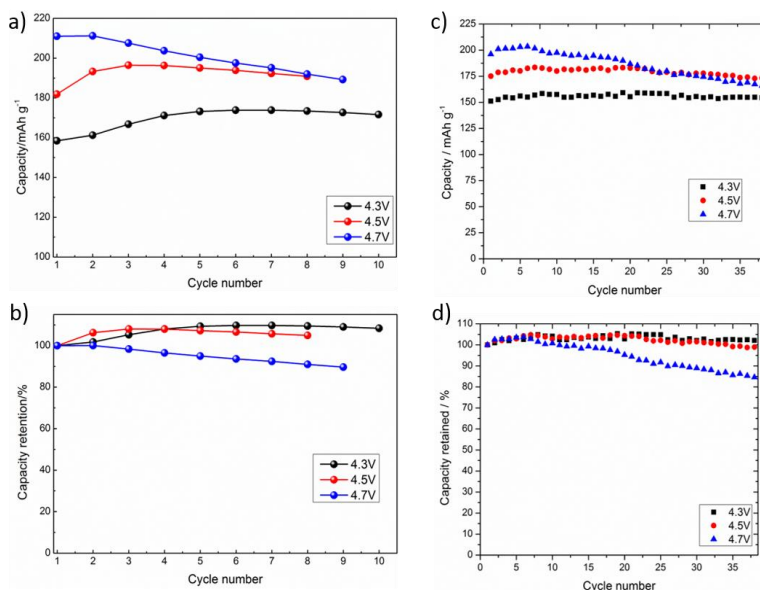 a)
Capacity/mAh g⁻¹
220
200
180
160
140
120
100
1 2 3 4 5 6 7 8 9 10
Cycle number
4.3V
4.5V
4.7V
c)
Cpacity / mAh g⁻¹
225
200
175
150
125
100
75
50
25
0
0 5 10 15 20 25 30 35
Cycle number
4.3V
4.5V
4.7V
b)
Capacity retention/%
120
100
80
60
40
20
0
1 2 3 4 5 6 7 8 9 10
Cycle number
4.3V
4.5V
4.7V
d)
Capacity retained / %
110
100
90
80
70
60
50
40
30
20
10
0
0 5 10 15 20 25 30 35
Cycle number
4.3V
4.5V
4.7V